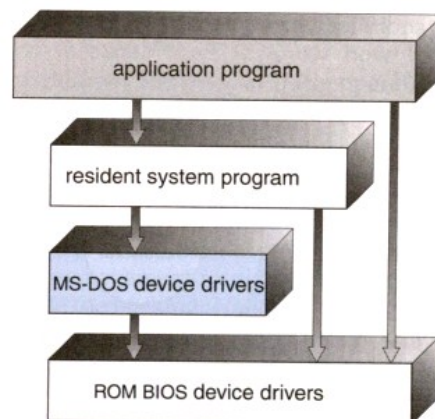 application program
resident system program
MS-DOS device drivers
ROM BIOS device drivers